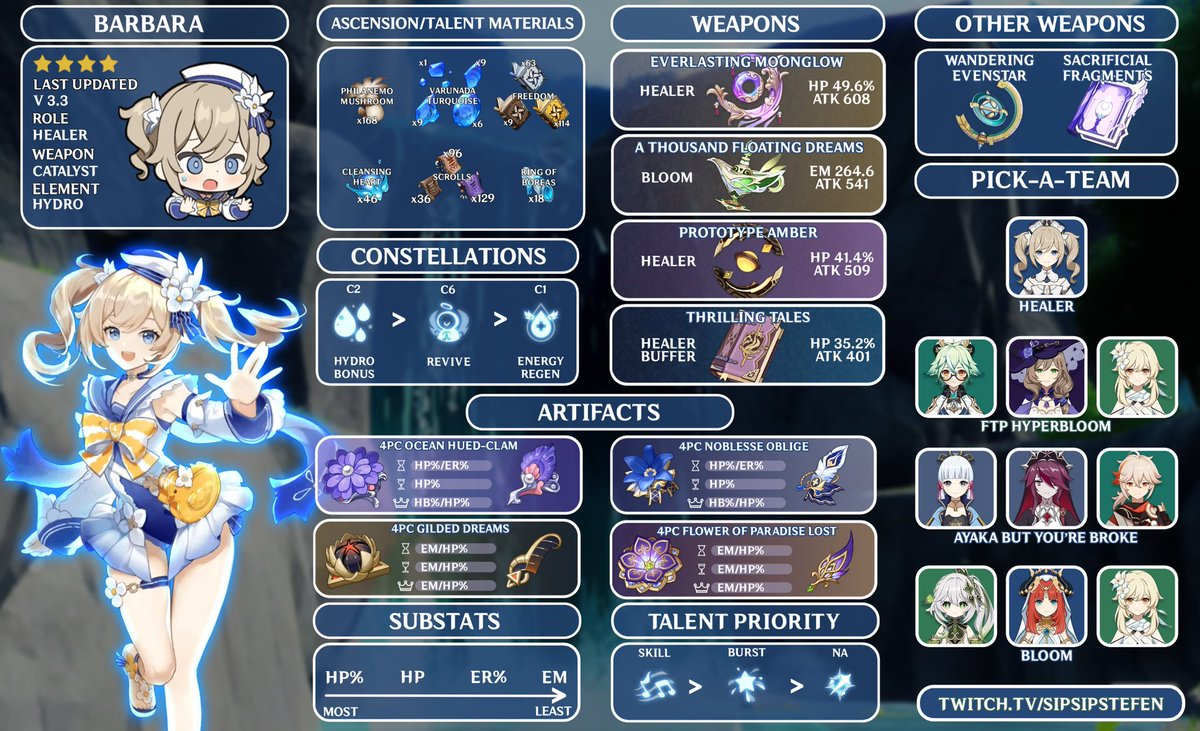 BARBARA
LAST UPDATED
V 3.3
ROLE
HEALER
WEAPON
CATALYST
ELEMENT
HYDRO
ASCENSION/TALENT MATERIALS
PHILANEMO
MUSHROOM
x168
x1
x9
VARUNADA
TURQUOISE
x9
x6
x63
FREEDOM
x9
x114
CLEANSING
HEART
x46
x96
SCROLLS
x36
x129
RING OF
BOREAS
x18
CONSTELLATIONS
C2
HYDRO
BONUS
>
C6
REVIVE
>
C1
ENERGY
REGEN
WEAPONS
EVERLASTING MOONGLOW
HEALER
HP 49.6%
ATK 608
A THOUSAND FLOATING DREAMS
BLOOM
EM 264.6
ATK 541
PROTOTYPE AMBER
HEALER
HP 41.4%
ATK 509
THRILLING TALES
HEALER
BUFFER
HP 35.2%
ATK 401
OTHER WEAPONS
WANDERING
EVENSTAR
SACRIFICIAL
FRAGMENTS
PICK-A-TEAM
HEALER
FTP HYPERBLOOM
AYAKA BUT YOU'RE BROKE
BLOOM
ARTIFACTS
4PC OCEAN HUED-CLAM
HP%/ER%
HP%
HB%/HP%
4PC NOBLESSE OBLIGE
HP%/ER%
HP%
HB%/HP%
4PC GILDED DREAMS
EM/HP%
EM/HP%
EM/HP%
4PC FLOWER OF PARADISE LOST
EM/HP%
EM/HP%
EM/HP%
SUBSTATS
HP% HP ER% EM
MOST LEAST
TALENT PRIORITY
SKILL
>
BURST
>
NA
TWITCH.TV/SIPSIPSTEFEN